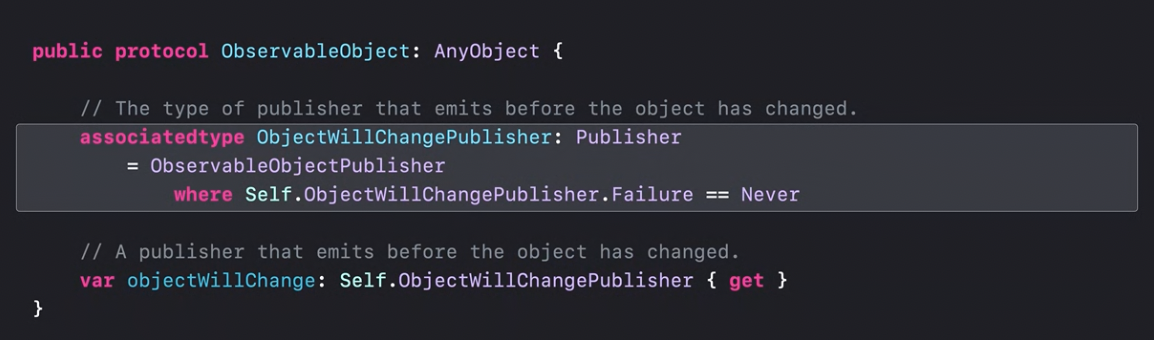 public protocol ObservableObject: AnyObject {
// The type of publisher that emits before the object has changed.
associatedtype ObjectWillChangePublisher: Publisher
= ObservableObjectPublisher
where Self.ObjectWillChangePublisher.Failure == Never
// A publisher that emits before the object has changed.
var objectWillChange: Self.ObjectWillChangePublisher { get }
}